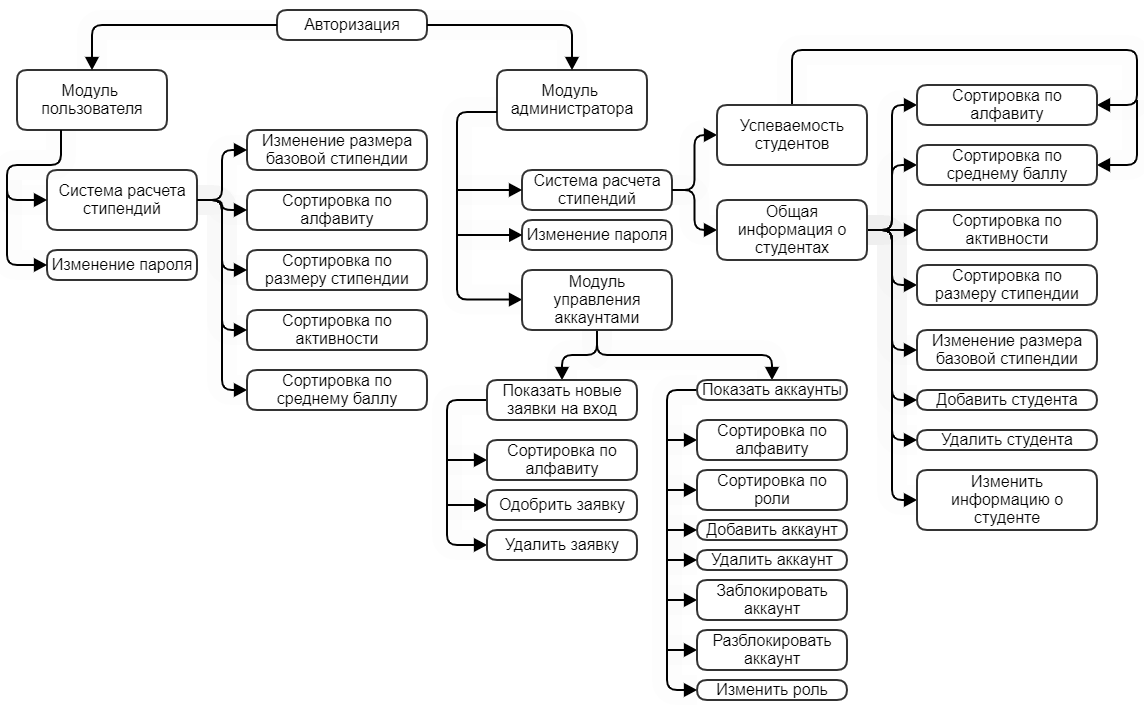 Авторизация
Модуль
пользователя
Система расчета
стипендий
Изменение пароля
Изменение размера
базовой стипендии
Сортировка по
алфавиту
Сортировка по
размеру стипендии
Сортировка по
активности
Сортировка по
среднему баллу
Модуль
администратора
Система расчета
стипендий
Изменение пароля
Модуль
управления
аккаунтами
Успеваемость
студентов
Общая
информация о
студентах
Сортировка по
алфавиту
Сортировка по
среднему баллу
Сортировка по
активности
Сортировка по
размеру стипендии
Изменение размера
базовой стипендии
Добавить студента
Удалить студента
Изменить
информацию о
студенте
Показать новые
заявки на вход
Сортировка по
алфавиту
Одобрить заявку
Удалить заявку
Показать аккаунты
Сортировка по
алфавиту
Сортировка по
роли
Добавить аккаунт
Удалить аккаунт
Заблокировать
аккаунт
Разблокировать
аккаунт
Изменить роль